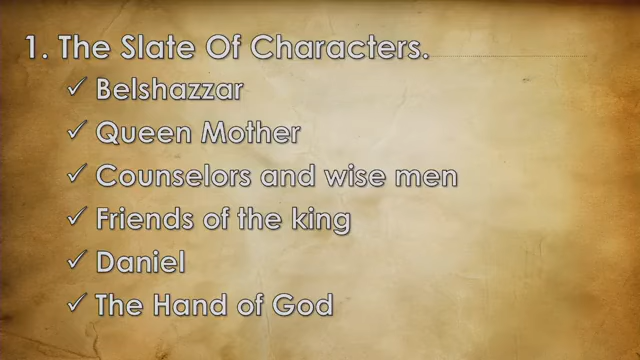 1. The Slate Of Characters.
✓ Belshazzar
✓ Queen Mother
✓ Counselors and wise men
✓ Friends of the king
✓ Daniel
✓ The Hand of God